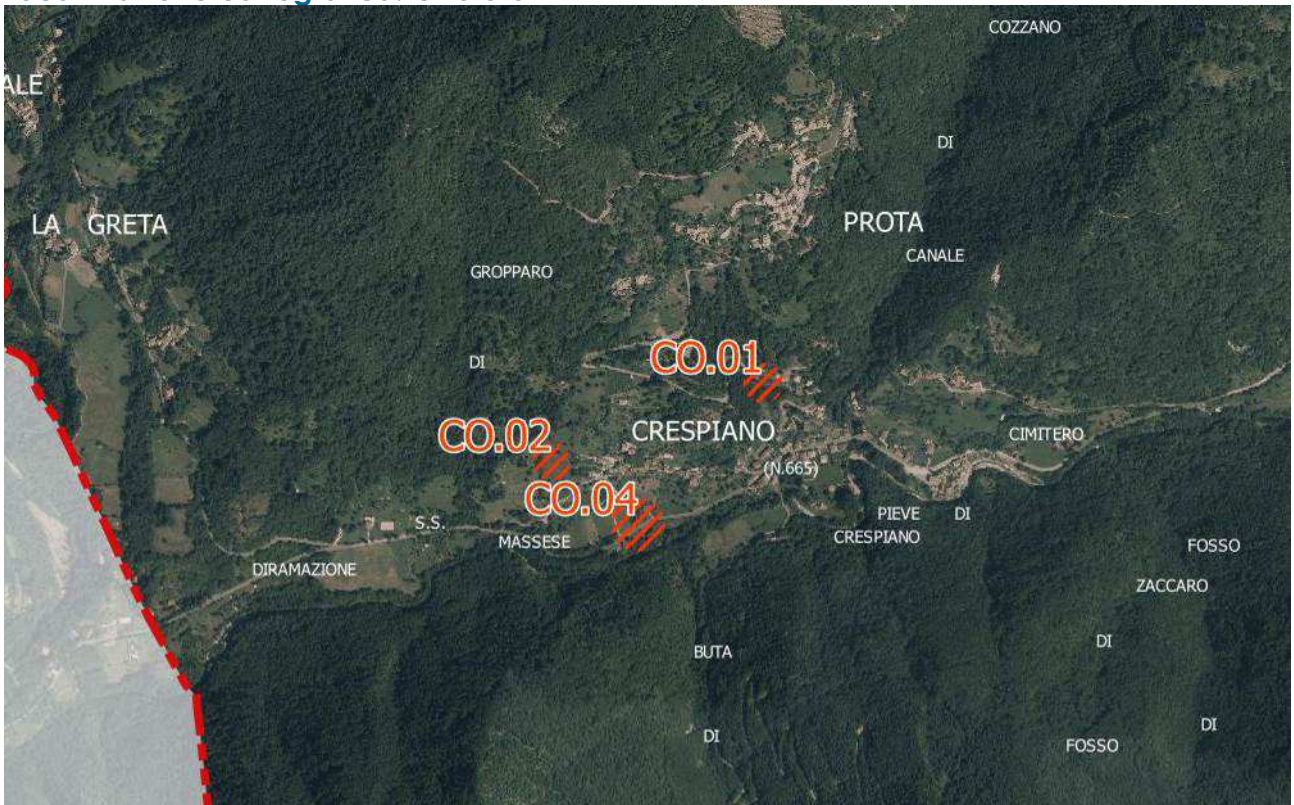 COZZANO
ALE
DI
LA GRETA
PROTA
CANALE
GROPPARO
CO.01
DI
CRESPIANO
CO.02
CIMITERO
(N.665)
CO.04
S.S.
PIEVE DI
CRESPIANO
MASSESE
FOSSO
DIRAMAZIONE
ZACCARO
DI
BUTA
DI
DI
FOSSO